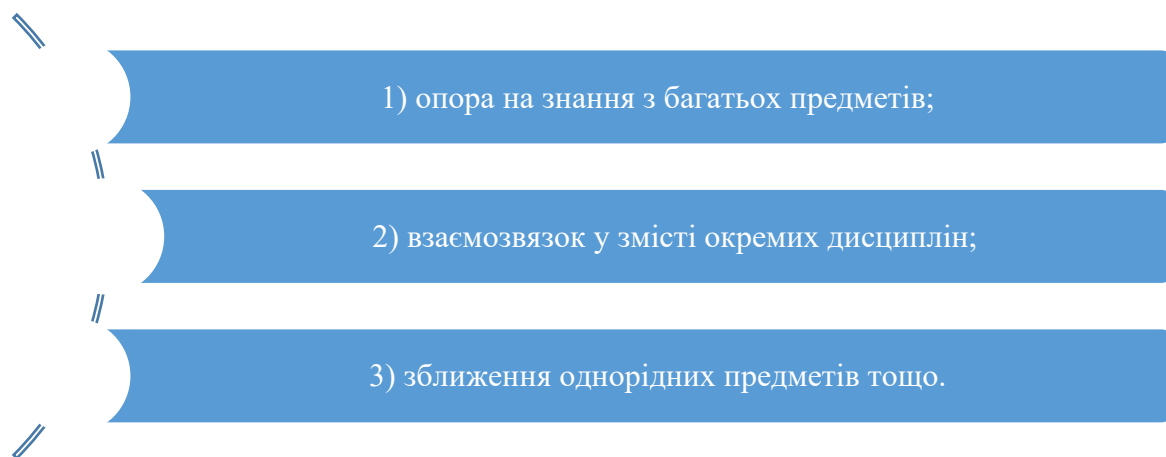 1) опора на знання з багатьох предметів;
2) взаємозвязок у змісті окремих дисциплін;
3) зближення однорідних предметів тощо.